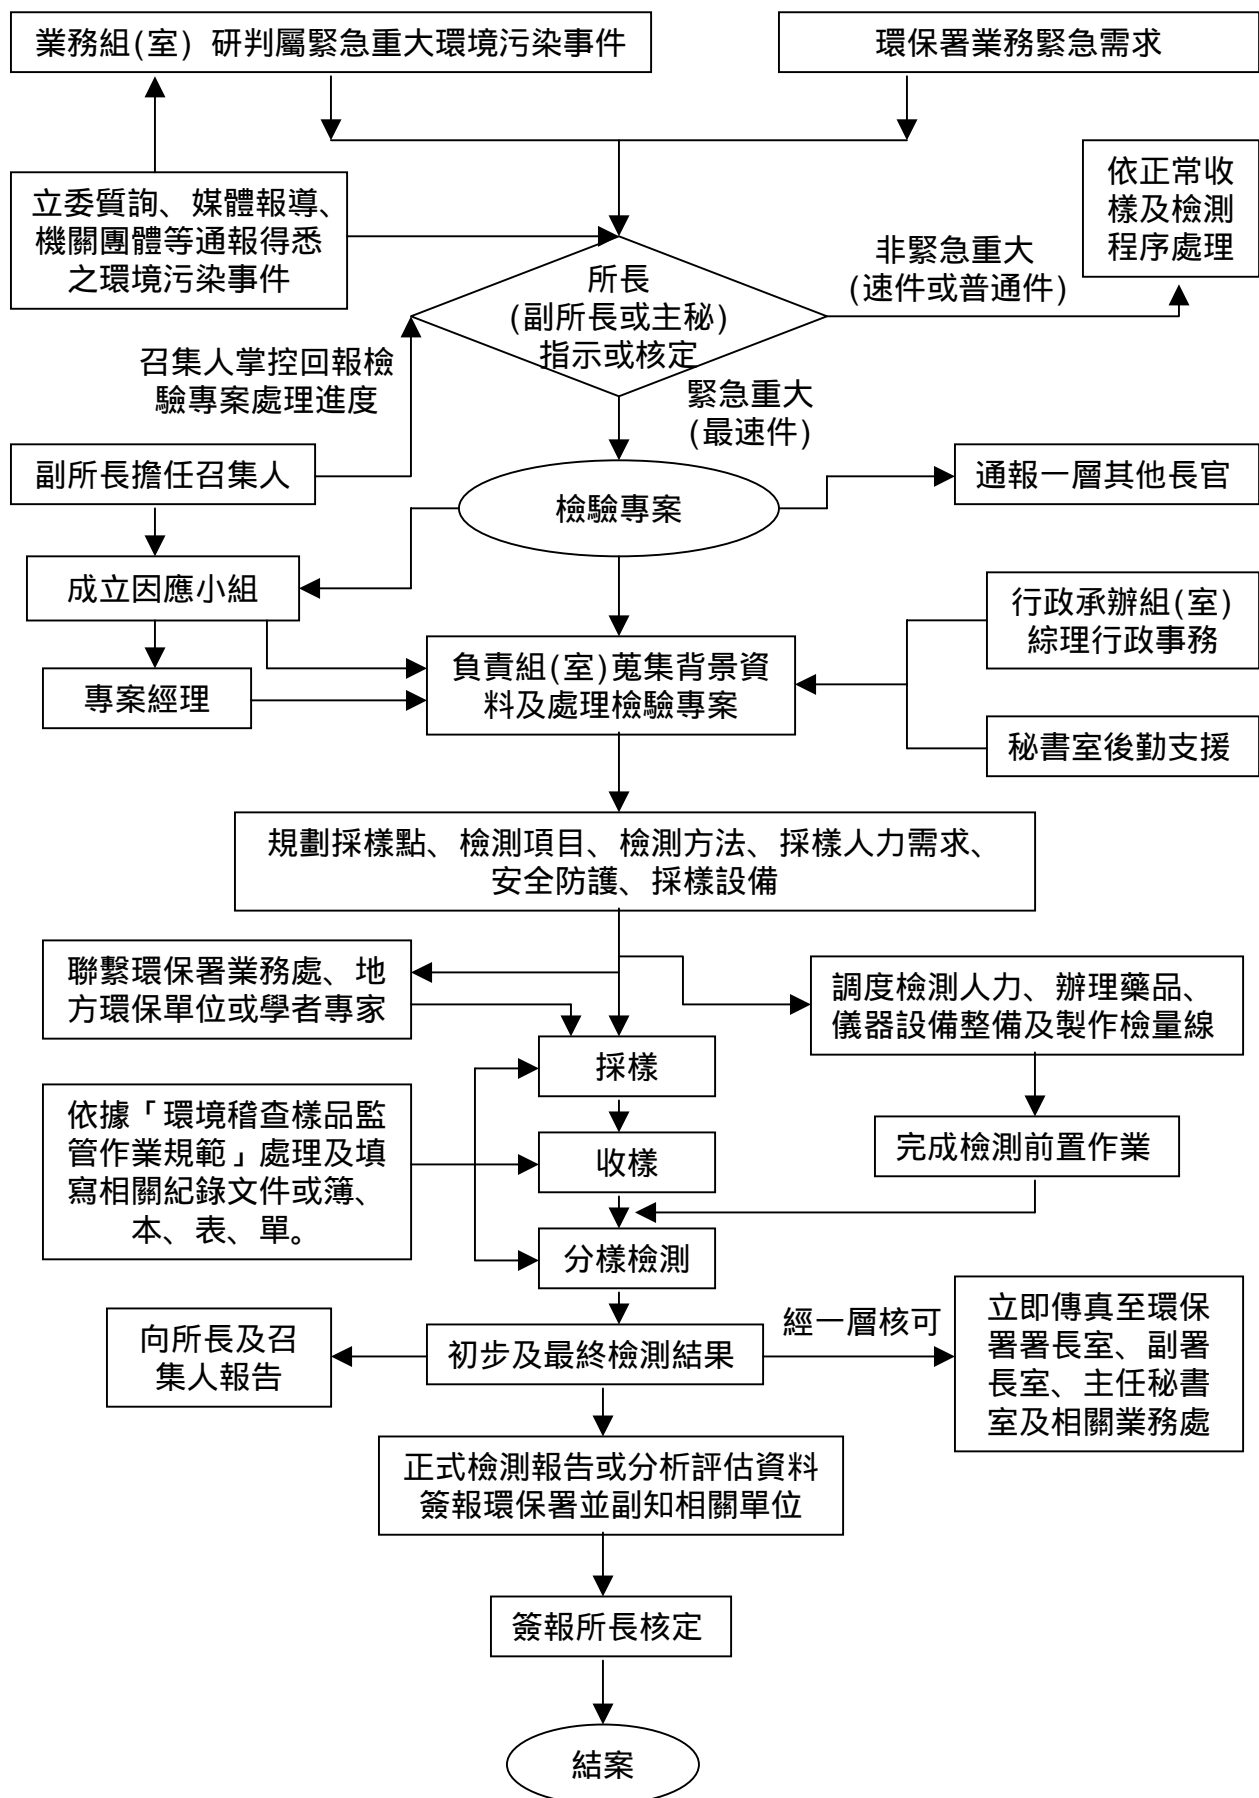 業務組(室) 研判屬緊急重大環境污染事件
環保署業務緊急需求
立委質詢、媒體報導、
機關團體等通報得悉
之環境污染事件
依正常收
樣及檢測
程序處理
所長
(副所長或主秘)
指示或核定
非緊急重大
(速件或普通件)
召集人掌控回報檢
驗專案處理進度
緊急重大
(最速件)
副所長擔任召集人
檢驗專案
通報一層其他長官
成立因應小組
行政承辦組(室)
綜理行政事務
專案經理
負責組(室)蒐集背景資
料及處理檢驗專案
秘書室後勤支援
規劃採樣點、檢測項目、檢測方法、採樣人力需求、
安全防護、採樣設備
聯繫環保署業務處、地
方環保單位或學者專家
調度檢測人力、辦理藥品、
儀器設備整備及製作檢量線
採樣
依據「環境稽查樣品監
管作業規範」處理及填
寫相關紀錄文件或簿、
本、表、單。
收樣
完成檢測前置作業
分樣檢測
向所長及召
集人報告
初步及最終檢測結果
經一層核可
立即傳真至環保
署署長室、副署
長室、主任秘書
室及相關業務處
正式檢測報告或分析評估資料
簽報環保署並副知相關單位
簽報所長核定
結案